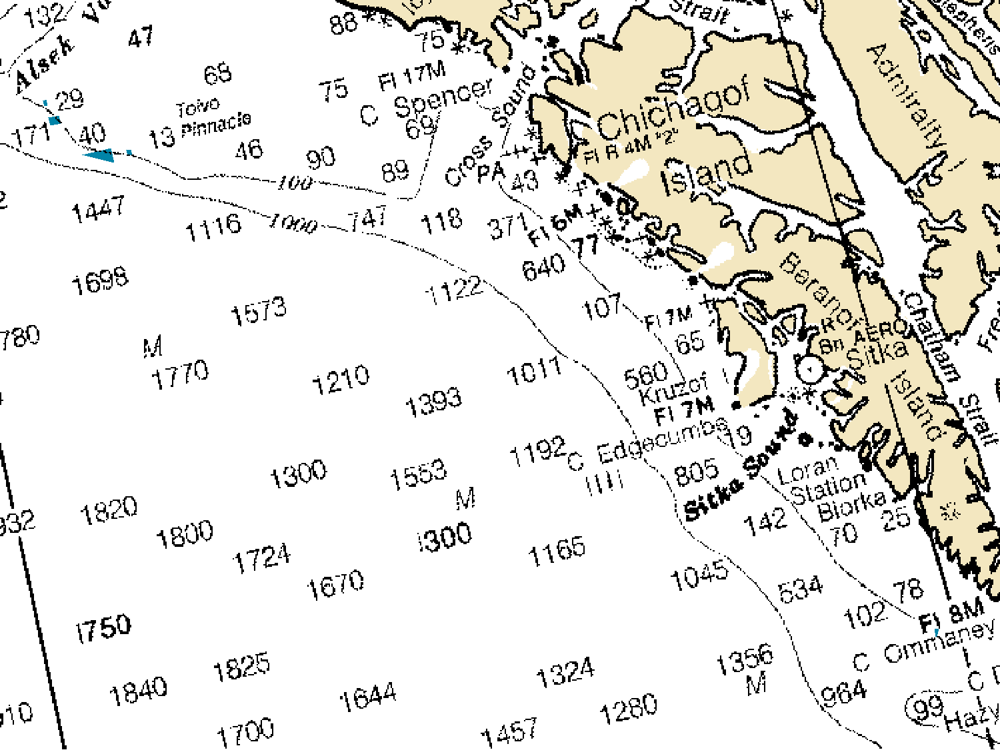 132
Alsek
47
88
75
Strait
68
Fl 17M
75
C Spencer
Sound
Cross
29
Toivo
Pinnacle
Chichagof
Island
Admiralty
171
40
13
69
46
90
89
Fl R 4M "2"
PA
43
100
1447
1116
1000
747
118
371
Fl 6M
77
640
1698
1122
Baranof
1573
107
Fl 7M
65
R
Bn AERO
Sitka
Island
Chatham
Strait
780
M
1770
1210
1011
560
Kruzof I
1393
Fl 7M
C Edgecumbe
19
1192
Sitka Sound
1300
1553
1111
805
Loran
Station
Biorka
M
1820
932
1800
142
70
25
1300
1724
1165
1670
1045
534
78
102
Fl 8M
C Ommaney
1750
1825
1356
M
1324
1840
1644
964
C
99
Hazy
1280
1700
1457